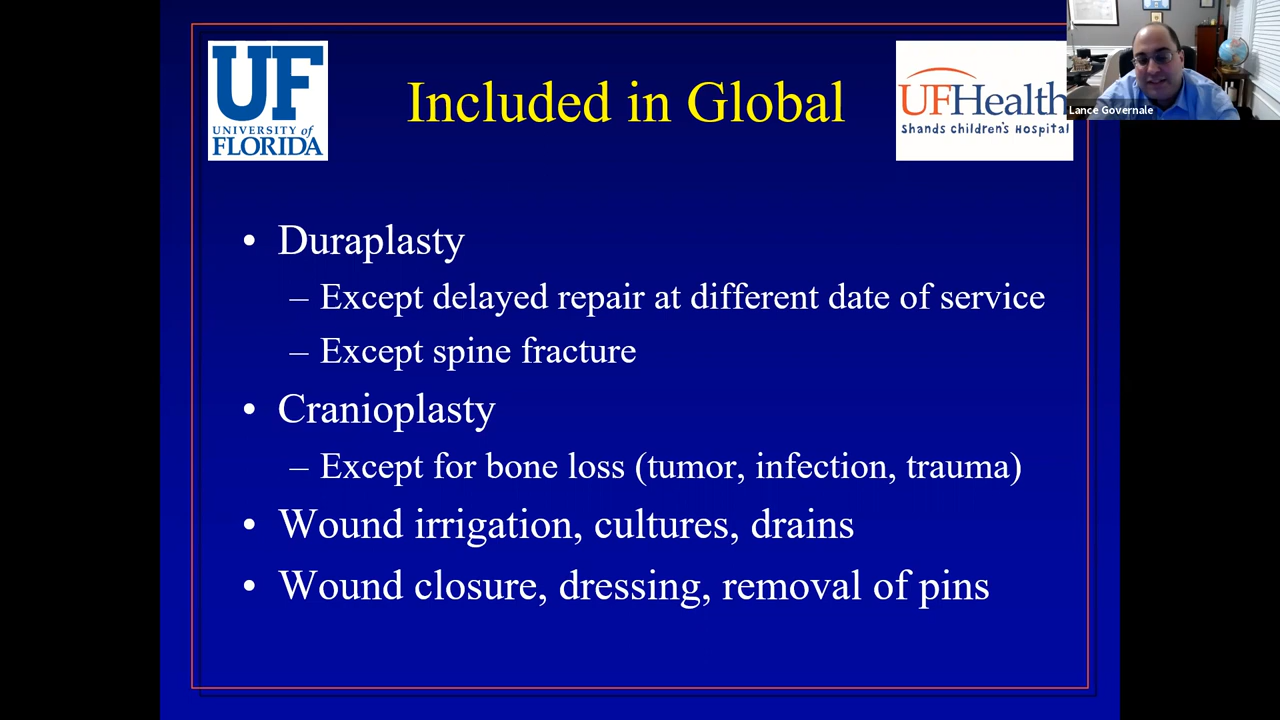 UF
UNIVERSITY of
FLORIDA
Included in Global
UFHealth
Shands Children's Hospital
Lance Governale
• Duraplasty
– Except delayed repair at different date of service
– Except spine fracture
• Cranioplasty
– Except for bone loss (tumor, infection, trauma)
• Wound irrigation, cultures, drains
• Wound closure, dressing, removal of pins